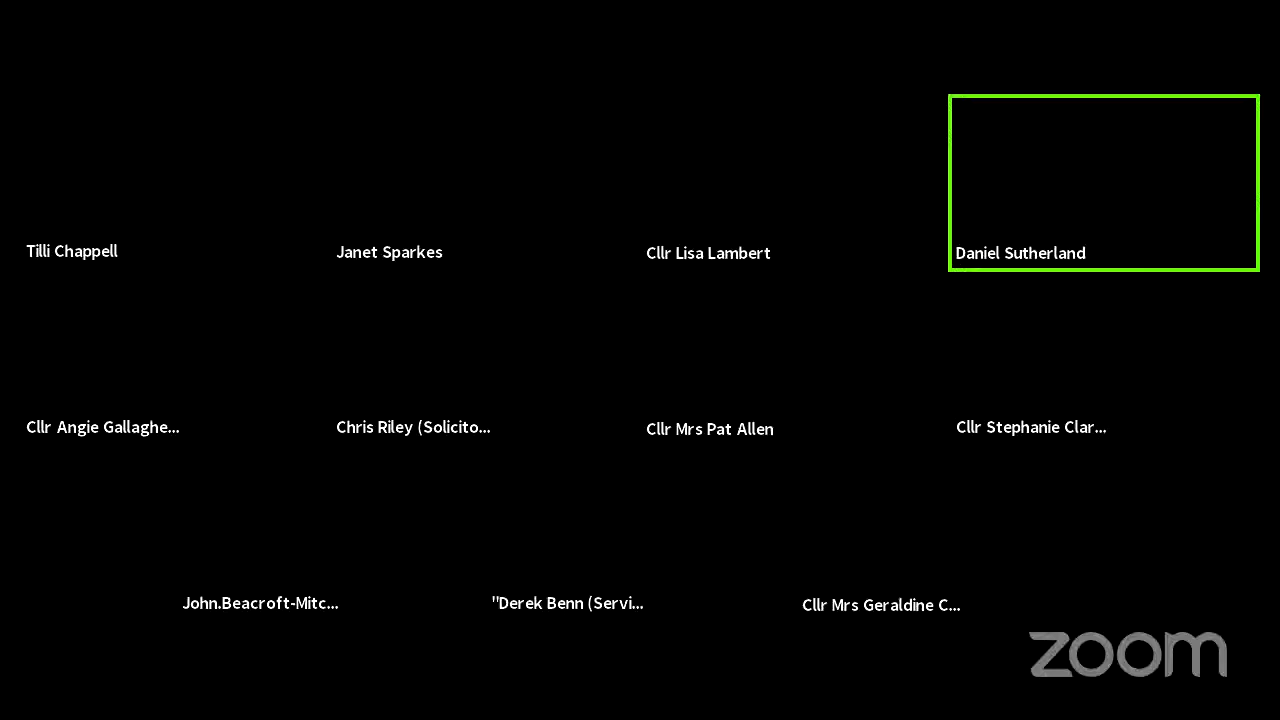 Tilli Chappell
Janet Sparkes
Cllr Lisa Lambert
Daniel Sutherland
Cllr Angie Gallaghe...
Chris Riley (Solicito...
Cllr Mrs Pat Allen
Cllr Stephanie Clar...
John.Beacroft-Mitc...
"Derek Benn (Servi...
Cllr Mrs Geraldine C...
zoom